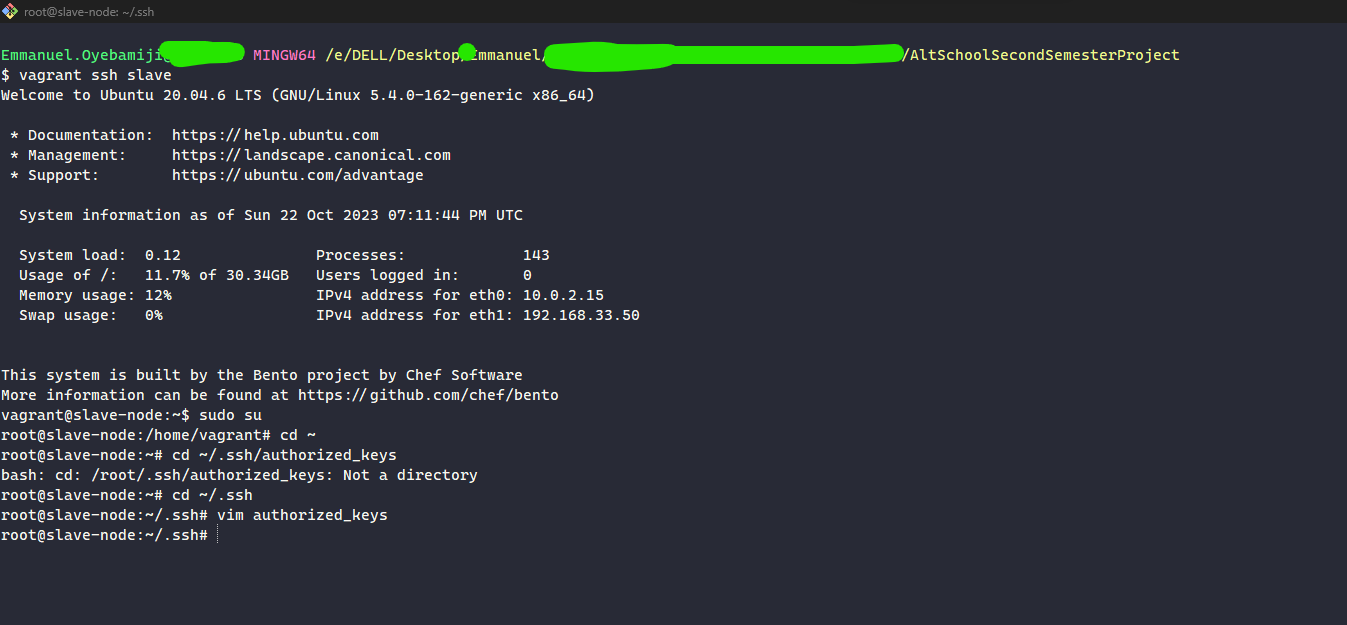 root@slave-node: ~/.ssh
Emmanuel.Oyebamiji@ MINGW64 /e/DELL/Desktop/Emmanuel/ /AltSchoolSecondSemesterProject
$ vagrant ssh slave
Welcome to Ubuntu 20.04.6 LTS (GNU/Linux 5.4.0-162-generic x86_64)
* Documentation: https://help.ubuntu.com
* Management: https://landscape.canonical.com
* Support: https://ubuntu.com/advantage
System information as of Sun 22 Oct 2023 07:11:44 PM UTC
System load: 0.12 Processes: 143
Usage of /: 11.7% of 30.34GB Users logged in: 0
Memory usage: 12% IPv4 address for eth0: 10.0.2.15
Swap usage: 0% IPv4 address for eth1: 192.168.33.50
This system is built by the Bento project by Chef Software
More information can be found at https://github.com/chef/bento
vagrant@slave-node:~$ sudo su
root@slave-node:/home/vagrant# cd ~
root@slave-node:~# cd ~/.ssh/authorized_keys
bash: cd: /root/.ssh/authorized_keys: Not a directory
root@slave-node:~# cd ~/.ssh
root@slave-node:~/.ssh# vim authorized_keys
root@slave-node:~/.ssh#